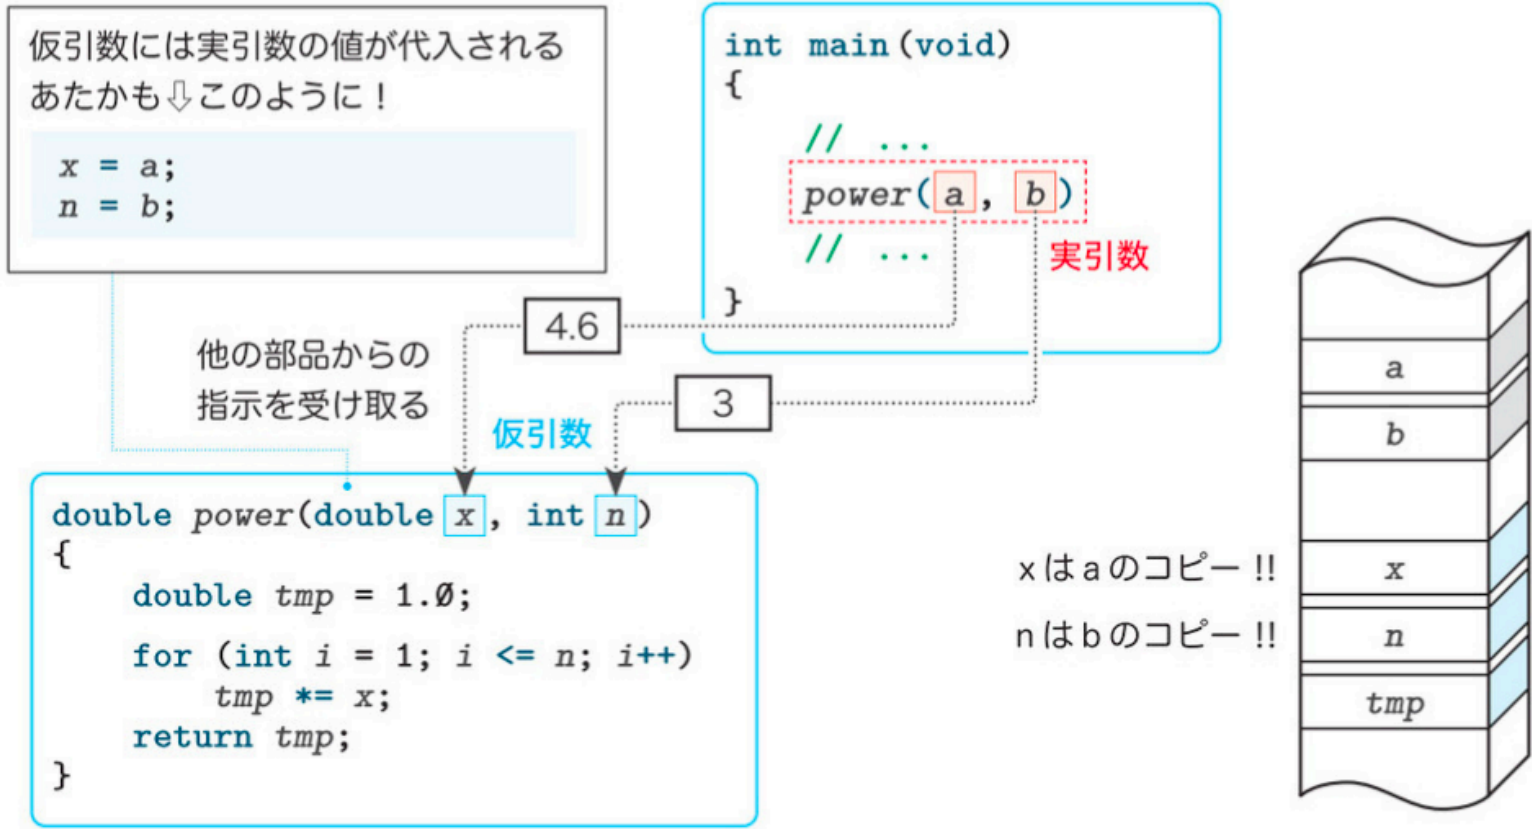 仮引数には実引数の値が代入される
あたかも⇩このように！
x = a;
n = b;
int main(void)
{
// ...
power(a, b)
// ...
実引数
}
4.6
他の部品からの
指示を受け取る
3
仮引数
double power(double x, int n)
{
double tmp = 1.0;
for (int i = 1; i <= n; i++)
tmp *= x;
return tmp;
}
a
b
xはaのコピー!!
x
nはbのコピー!!
n
tmp